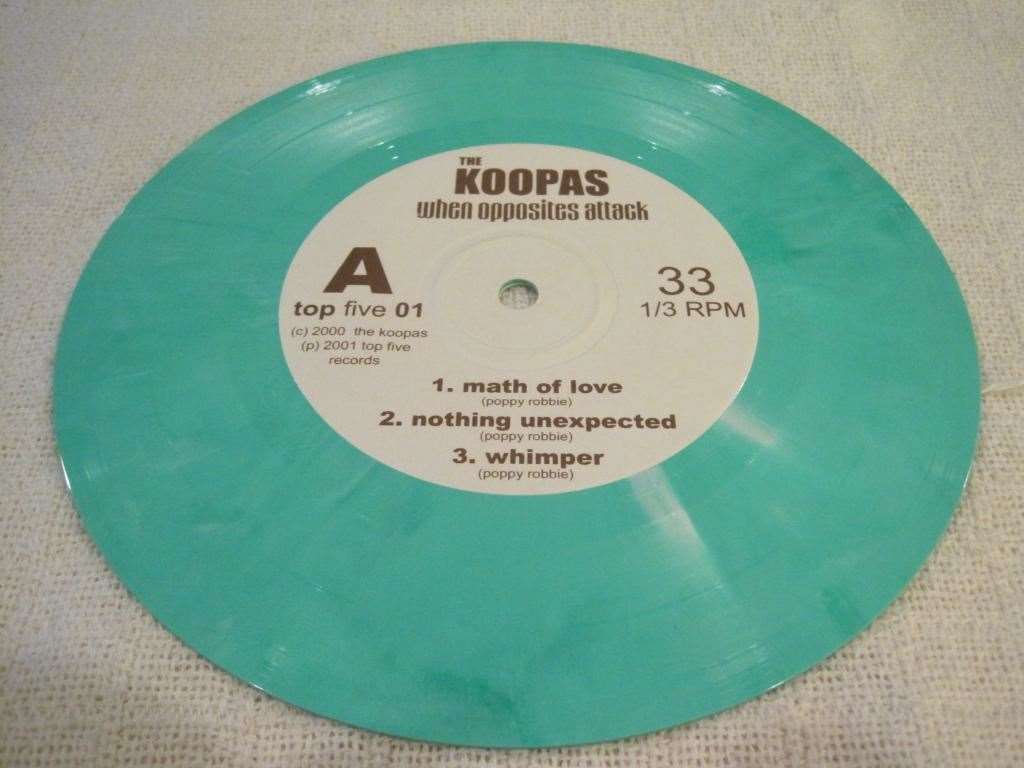 THE
KOOPAS
when opposites attack
A
top five 01
(c) 2000 the koopas
(p) 2001 top five
records
33
1/3 RPM
1. math of love
(poppy robbie)
2. nothing unexpected
(poppy robbie)
3. whimper
(poppy robbie)